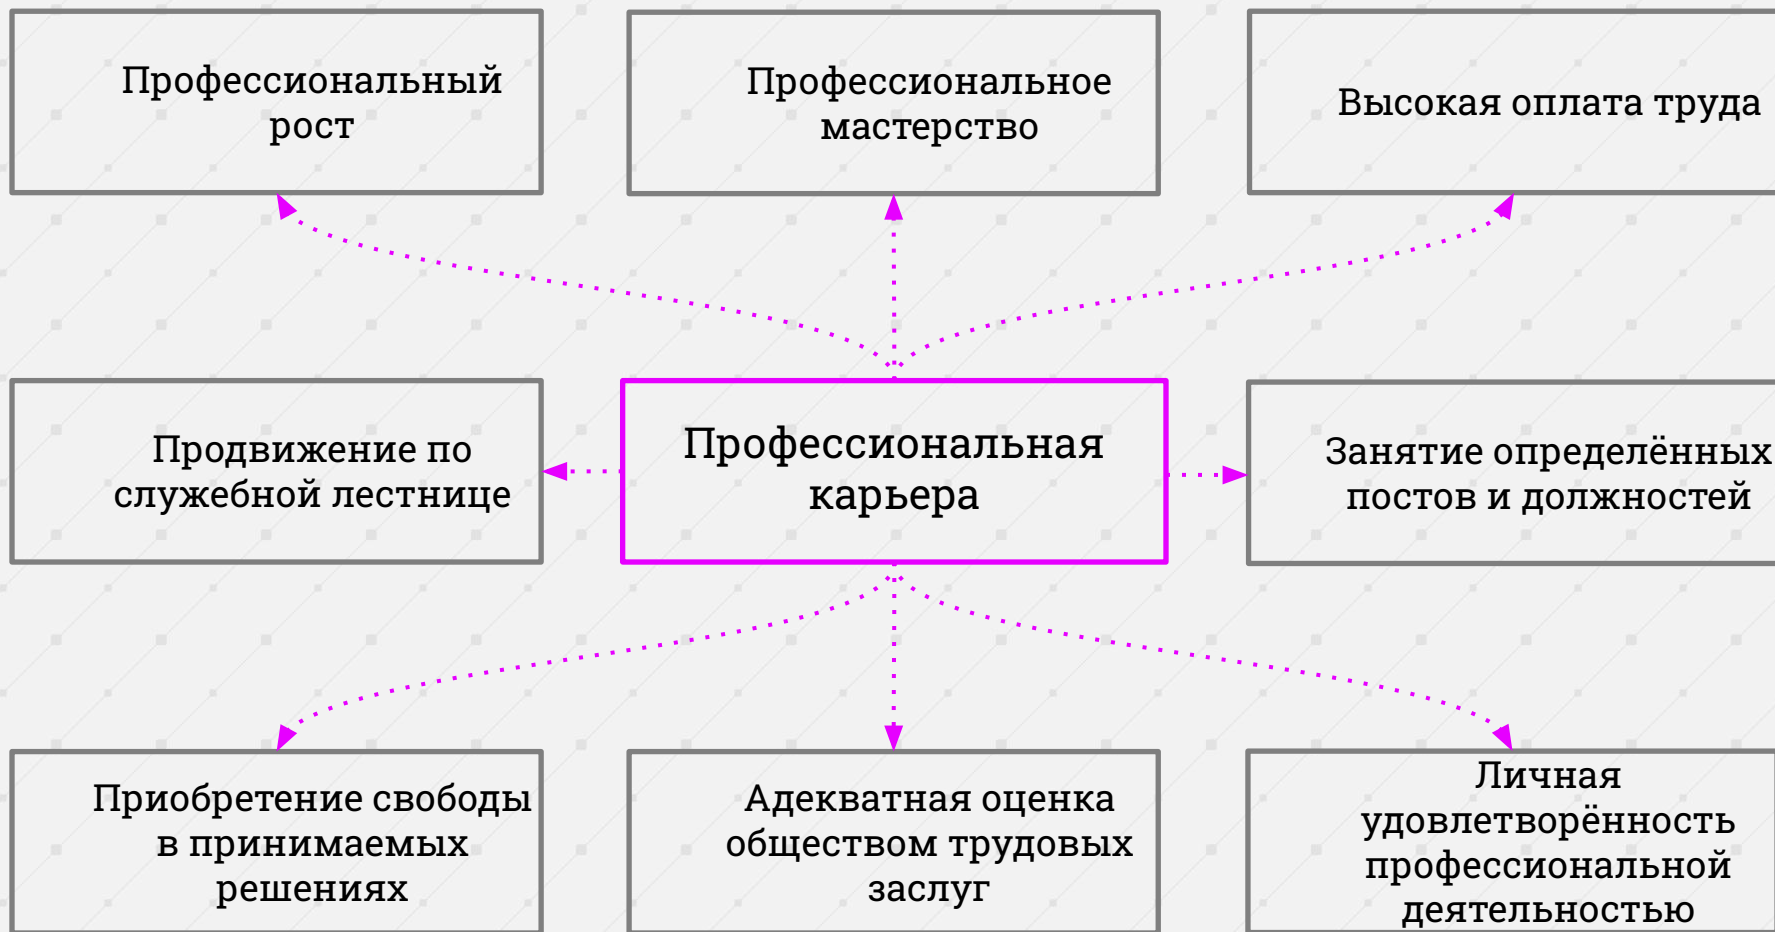 Профессиональный
рост
Профессиональное
мастерство
Высокая оплата труда
Продвижение по
служебной лестнице
Профессиональная
карьера
Занятие определённых
постов и должностей
Приобретение свободы
в принимаемых
решениях
Адекватная оценка
обществом трудовых
заслуг
Личная
удовлетворённость
профессиональной
деятельностью